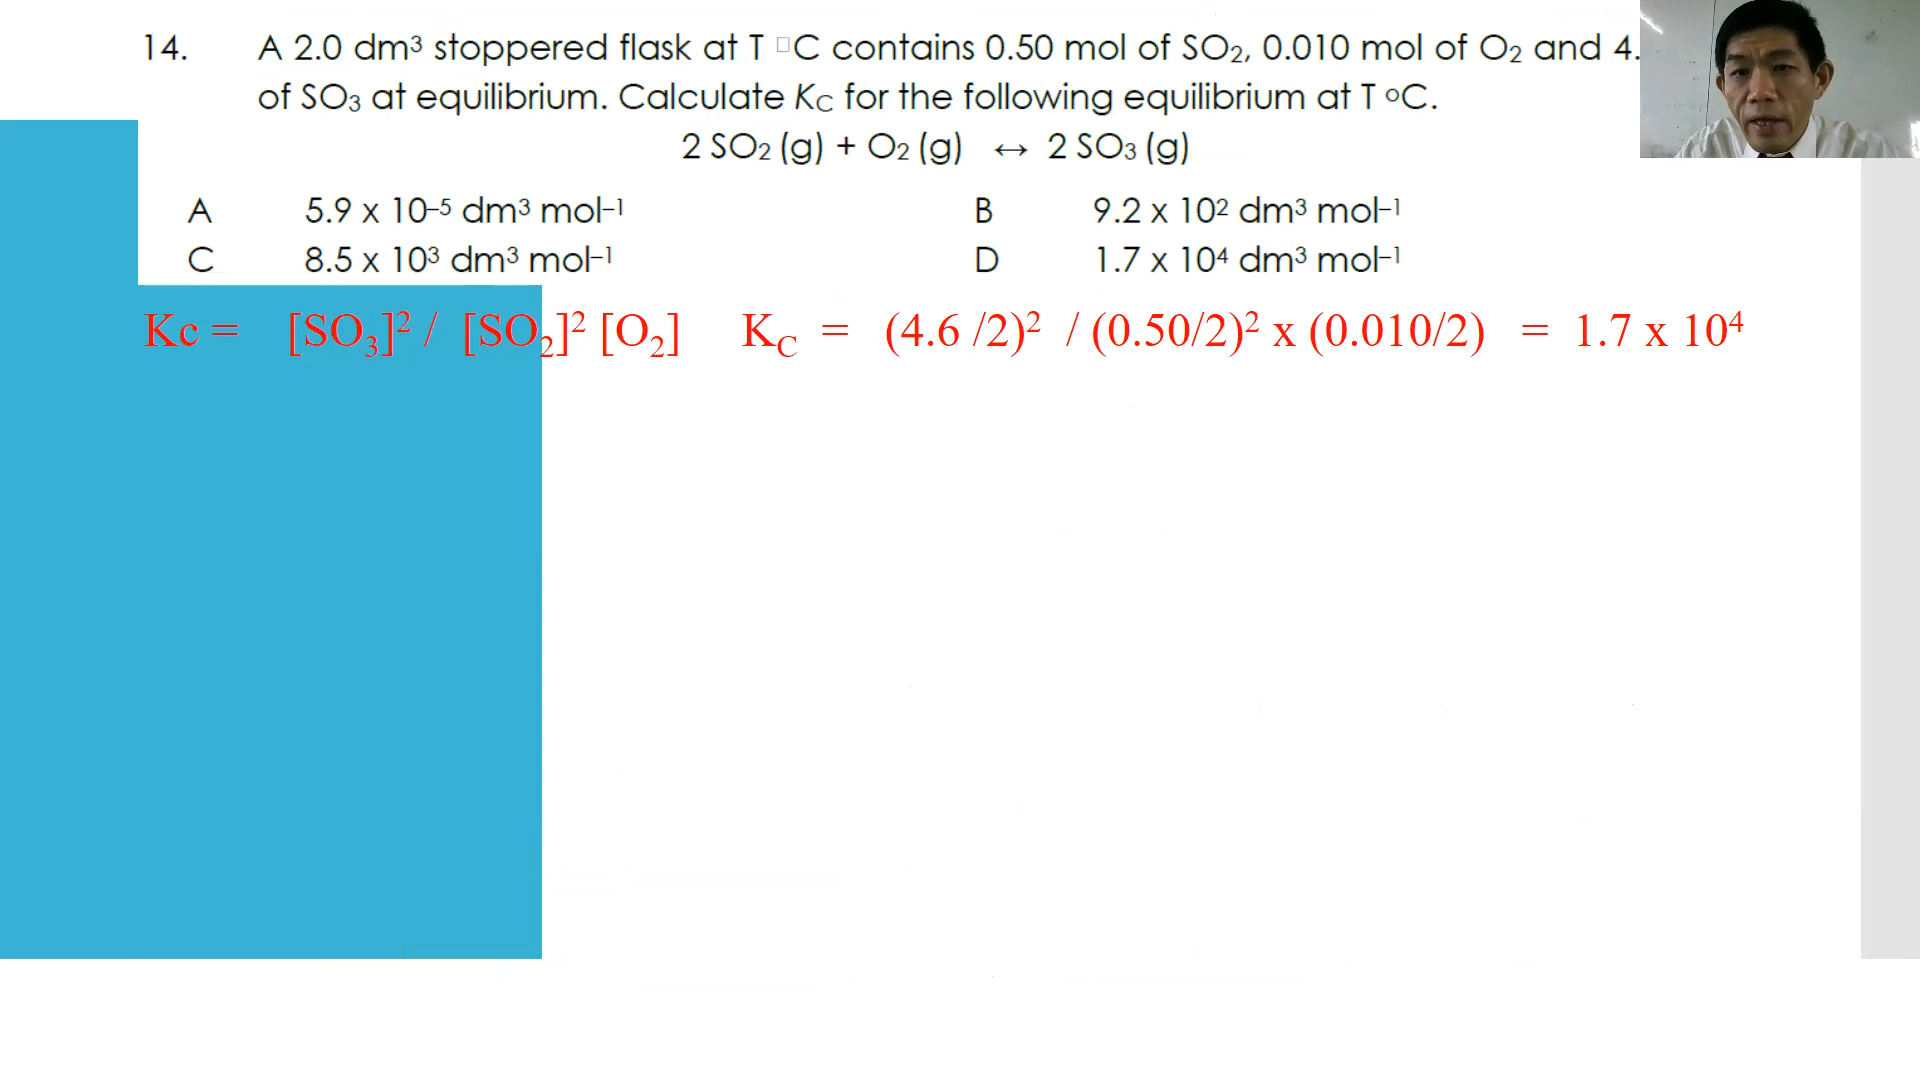 14. A 2.0 dm³ stoppered flask at T □C contains 0.50 mol of SO₂, 0.010 mol of O₂ and 4.
of SO₃ at equilibrium. Calculate Kc for the following equilibrium at T °C.
2 SO₂ (g) + O₂ (g) ↔ 2 SO₃ (g)
A 5.9 x 10⁻⁵ dm³ mol⁻¹ B 9.2 x 10² dm³ mol⁻¹
C 8.5 x 10³ dm³ mol⁻¹ D 1.7 x 10⁴ dm³ mol⁻¹
Kc = [SO₃]² / [SO₂]² [O₂] K_C = (4.6 /2)² / (0.50/2)² x (0.010/2) = 1.7 x 10⁴